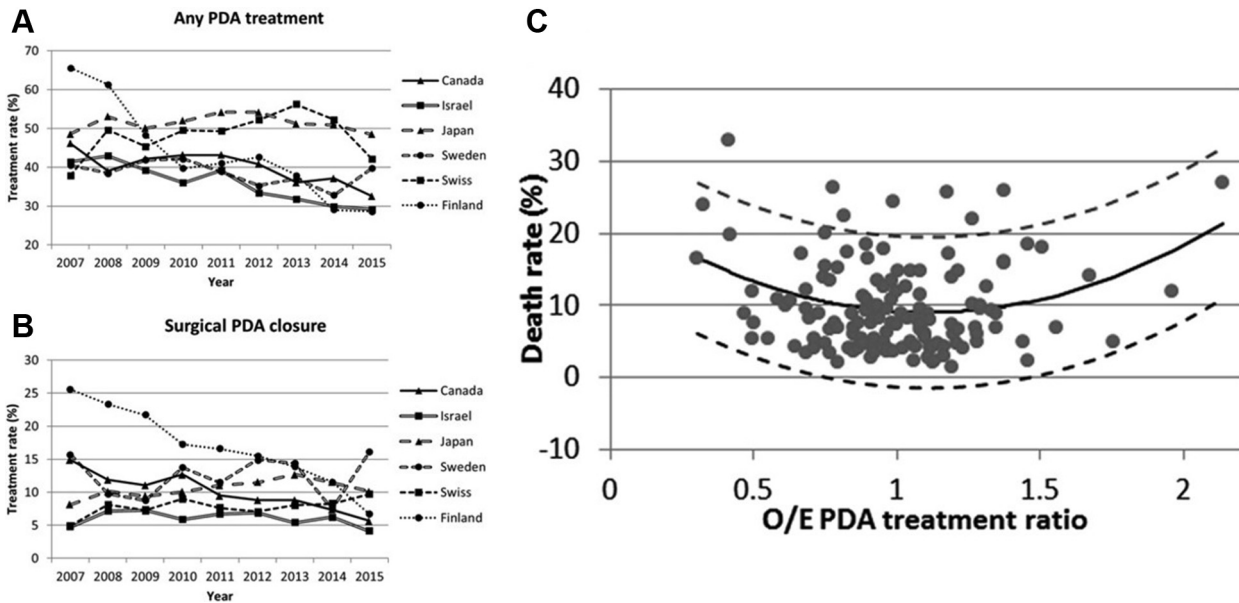 A
Any PDA treatment
70
60
50
40
30
20
Treatment rate (%)
2007 2008 2009 2010 2011 2012 2013 2014 2015
Year
Canada
Israel
Japan
Sweden
Swiss
Finland
B
Surgical PDA closure
30
25
20
15
10
5
0
Treatment rate (%)
2007 2008 2009 2010 2011 2012 2013 2014 2015
Year
Canada
Israel
Japan
Sweden
Swiss
Finland
C
40
30
20
10
0
-10
Death rate (%)
0 0.5 1 1.5 2
O/E PDA treatment ratio